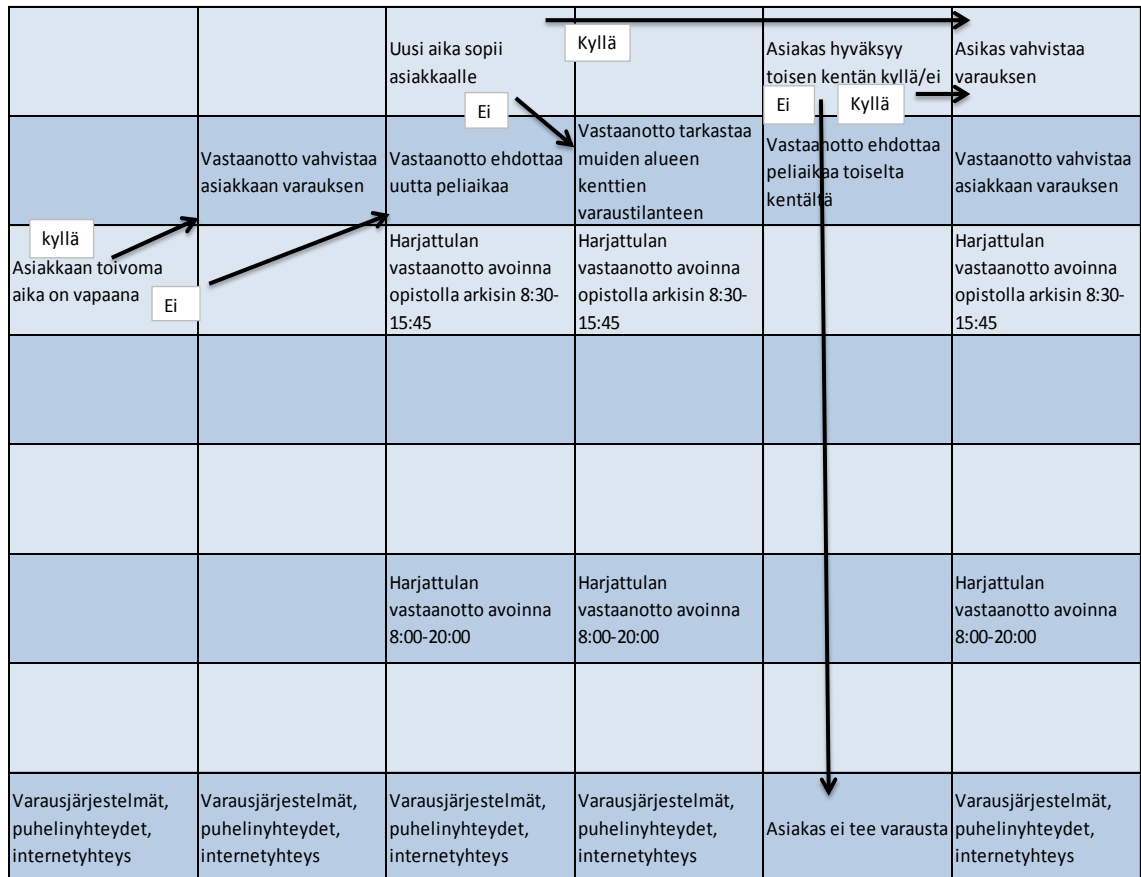 Uusi aika sopii
asiakkaalle
Kyllä
Asiakas hyväksyy
toisen kentän kyllä/ei
Asikas vahvistaa
varauksen
Ei
Ei
Kyllä
Vastaanotto vahvistaa
asiakkaan varauksen
Vastaanotto ehdottaa
uutta peliaikaa
Vastaanotto tarkastaa
muiden alueen
kenttien
varaustilanteen
Vastaanotto ehdottaa
peliaikaa toiselta
kentältä
Vastaanotto vahvistaa
asiakkaan varauksen
kyllä
Asiakkaan toivoma
aika on vapaana
Ei
Harjattulan
vastaanotto avoinna
opistolla arkisin 8:30-
15:45
Harjattulan
vastaanotto avoinna
opistolla arkisin 8:30-
15:45
Harjattulan
vastaanotto avoinna
opistolla arkisin 8:30-
15:45
Harjattulan
vastaanotto avoinna
8:00-20:00
Harjattulan
vastaanotto avoinna
8:00-20:00
Harjattulan
vastaanotto avoinna
8:00-20:00
Varausjärjestelmät,
puhelinyhteydet,
internetyhteys
Varausjärjestelmät,
puhelinyhteydet,
internetyhteys
Varausjärjestelmät,
puhelinyhteydet,
internetyhteys
Varausjärjestelmät,
puhelinyhteydet,
internetyhteys
Asiakas ei tee varausta
Varausjärjestelmät,
puhelinyhteydet,
internetyhteys